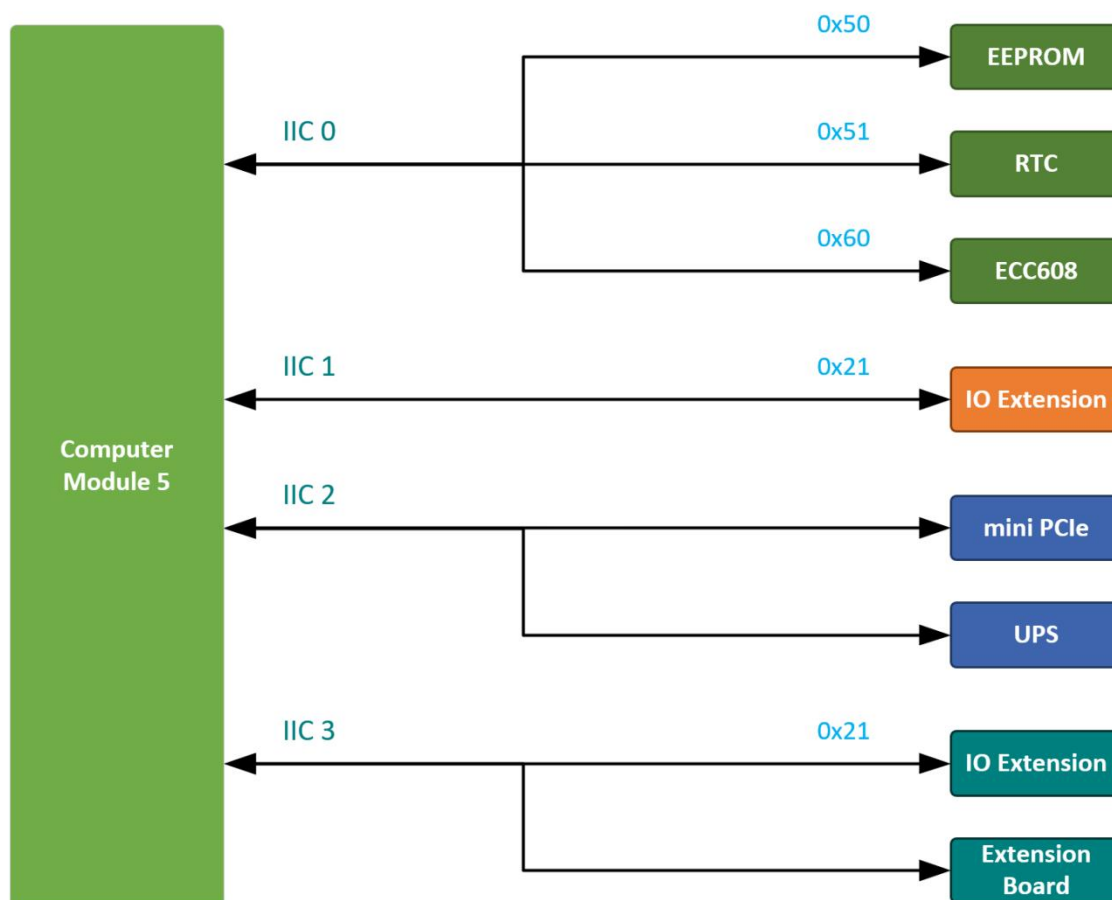 Computer
Module 5
IIC 0
0x50
EEPROM
0x51
RTC
0x60
ECC608
IIC 1
0x21
IO Extension
IIC 2
mini PCIe
UPS
IIC 3
0x21
IO Extension
Extension
Board